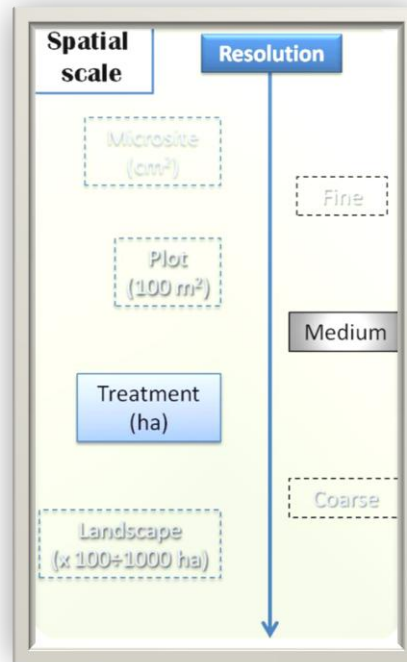 Spatial
scale
Resolution
Microsite
(cm²)
Fine
Plot
(100 m²)
Medium
Treatment
(ha)
Coarse
Landscape
(x 100÷1000 ha)